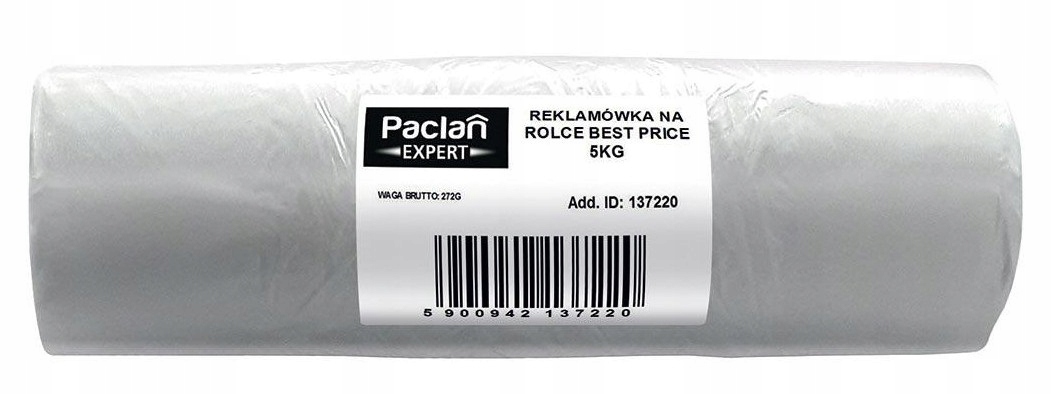 Paclan
EXPERT
REKLAMÓWKA NA
ROLCE BEST PRICE
5KG
WAGA BRUTTO: 272G
Add. ID: 137220
5 900942 137220